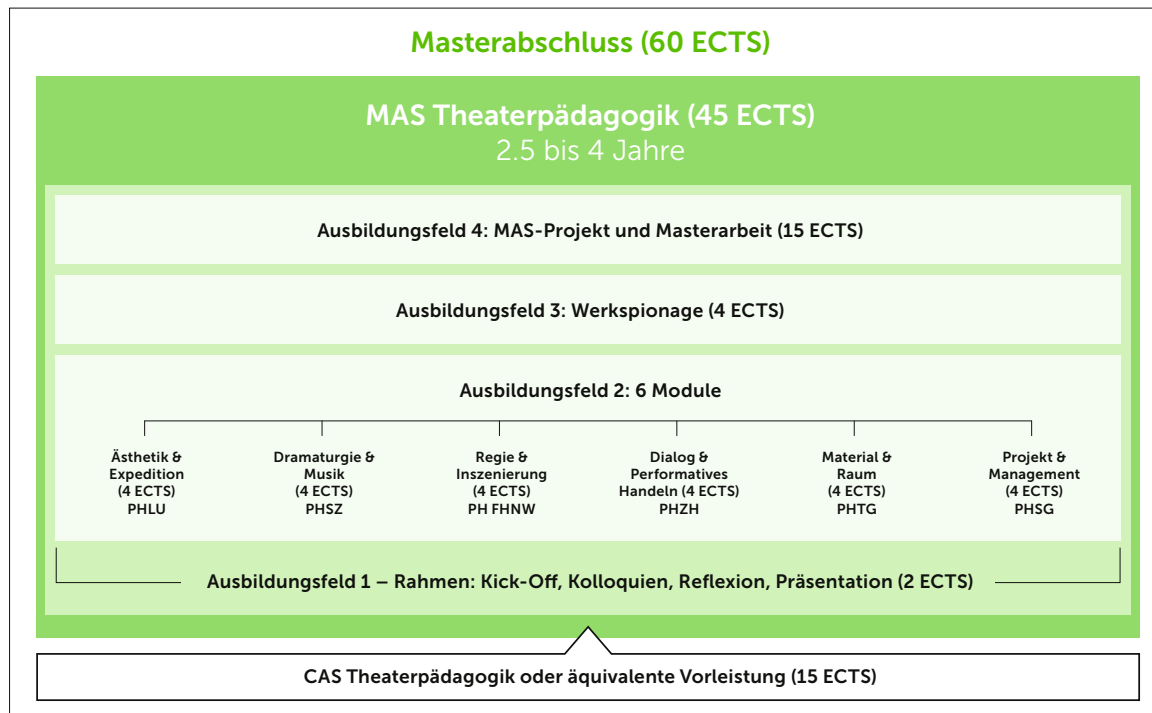 Masterabschluss (60 ECTS)
MAS Theaterpädagogik (45 ECTS)
2.5 bis 4 Jahre
Ausbildungsfeld 4: MAS-Projekt und Masterarbeit (15 ECTS)
Ausbildungsfeld 3: Werkspionage (4 ECTS)
Ausbildungsfeld 2: 6 Module
Ästhetik &
Expedition
(4 ECTS)
PHLU
Dramaturgie &
Musik
(4 ECTS)
PHSZ
Regie &
Inszenierung
(4 ECTS)
PH FHNW
Dialog &
Performatives
Handeln (4 ECTS)
PHZH
Material &
Raum
(4 ECTS)
PHTG
Projekt &
Management
(4 ECTS)
PHSG
Ausbildungsfeld 1 – Rahmen: Kick-Off, Kolloquien, Reflexion, Präsentation (2 ECTS)
CAS Theaterpädagogik oder äquivalente Vorleistung (15 ECTS)